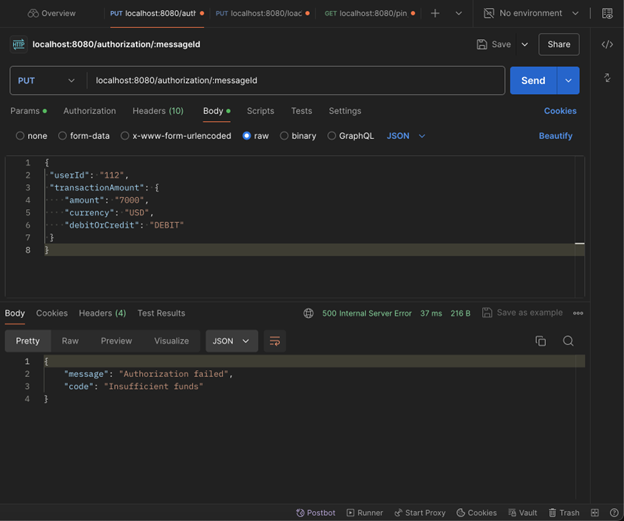 Overview
PUT localhost:8080/auth
PUT localhost:8080/loac
GET localhost:8080/pin
No environment
HTTP localhost:8080/authorization/:messageId
Save
Share
PUT localhost:8080/authorization/:messageId
Send
Params Authorization Headers (10) Body Scripts Tests Settings Cookies
none form-data x-www-form-urlencoded raw binary GraphQL JSON Beautify
1 {
2 "userId": "112",
3 "transactionAmount": {
4 "amount": "7000",
5 "currency": "USD",
6 "debitOrCredit": "DEBIT"
7 }
8 }
Body Cookies Headers (4) Test Results 500 Internal Server Error 37 ms 216 B Save as example
Pretty Raw Preview Visualize JSON
1 {
2 "message": "Authorization failed",
3 "code": "Insufficient funds"
4 }
Postbot Runner Start Proxy Cookies Vault Trash